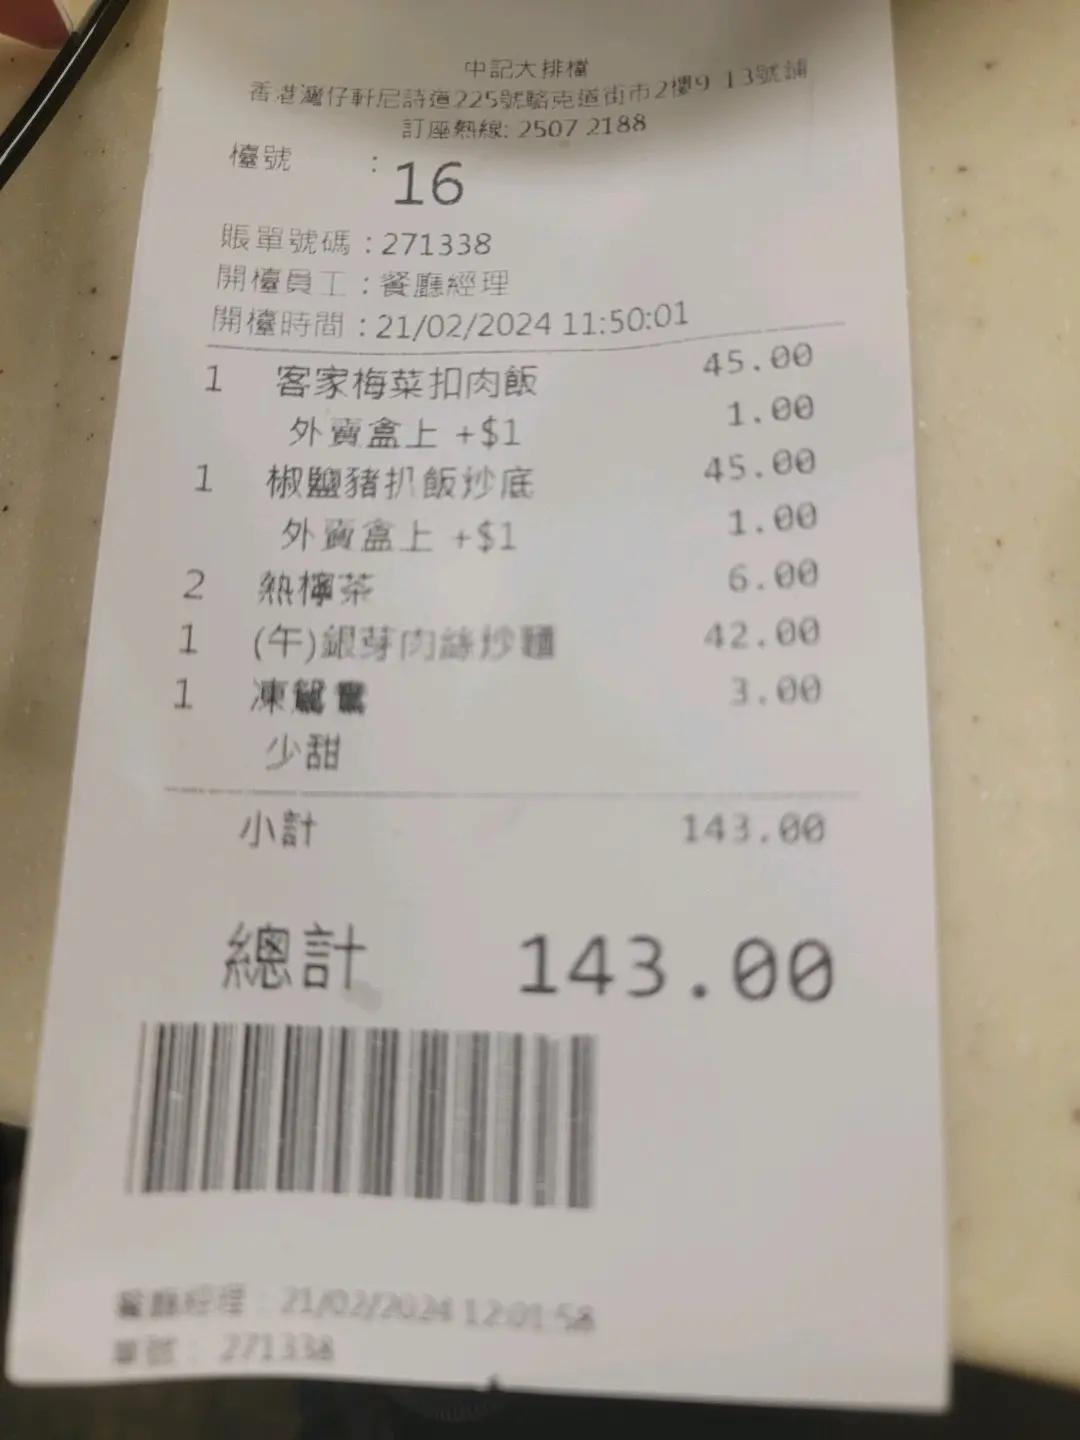 中記大排檔
香港灣仔軒尼詩道225號駱克道街市2樓9 13號舖
訂座熱線: 2507 2188
檯號 : 16
賬單號碼 : 271338
開檯員工 : 餐廳經理
開檯時間 : 21/02/2024 11:50:01
1 客家梅菜扣肉飯 45.00
外賣盒上 +$1 1.00
1 椒鹽豬扒飯炒底 45.00
外賣盒上 +$1 1.00
2 熱檸茶 6.00
1 (午)銀芽肉絲炒麵 42.00
1 凍鴛鴦 3.00
少甜
小計 143.00
總計 143.00
餐廳經理 : 21/02/2024 12:01:58
單號 : 271338